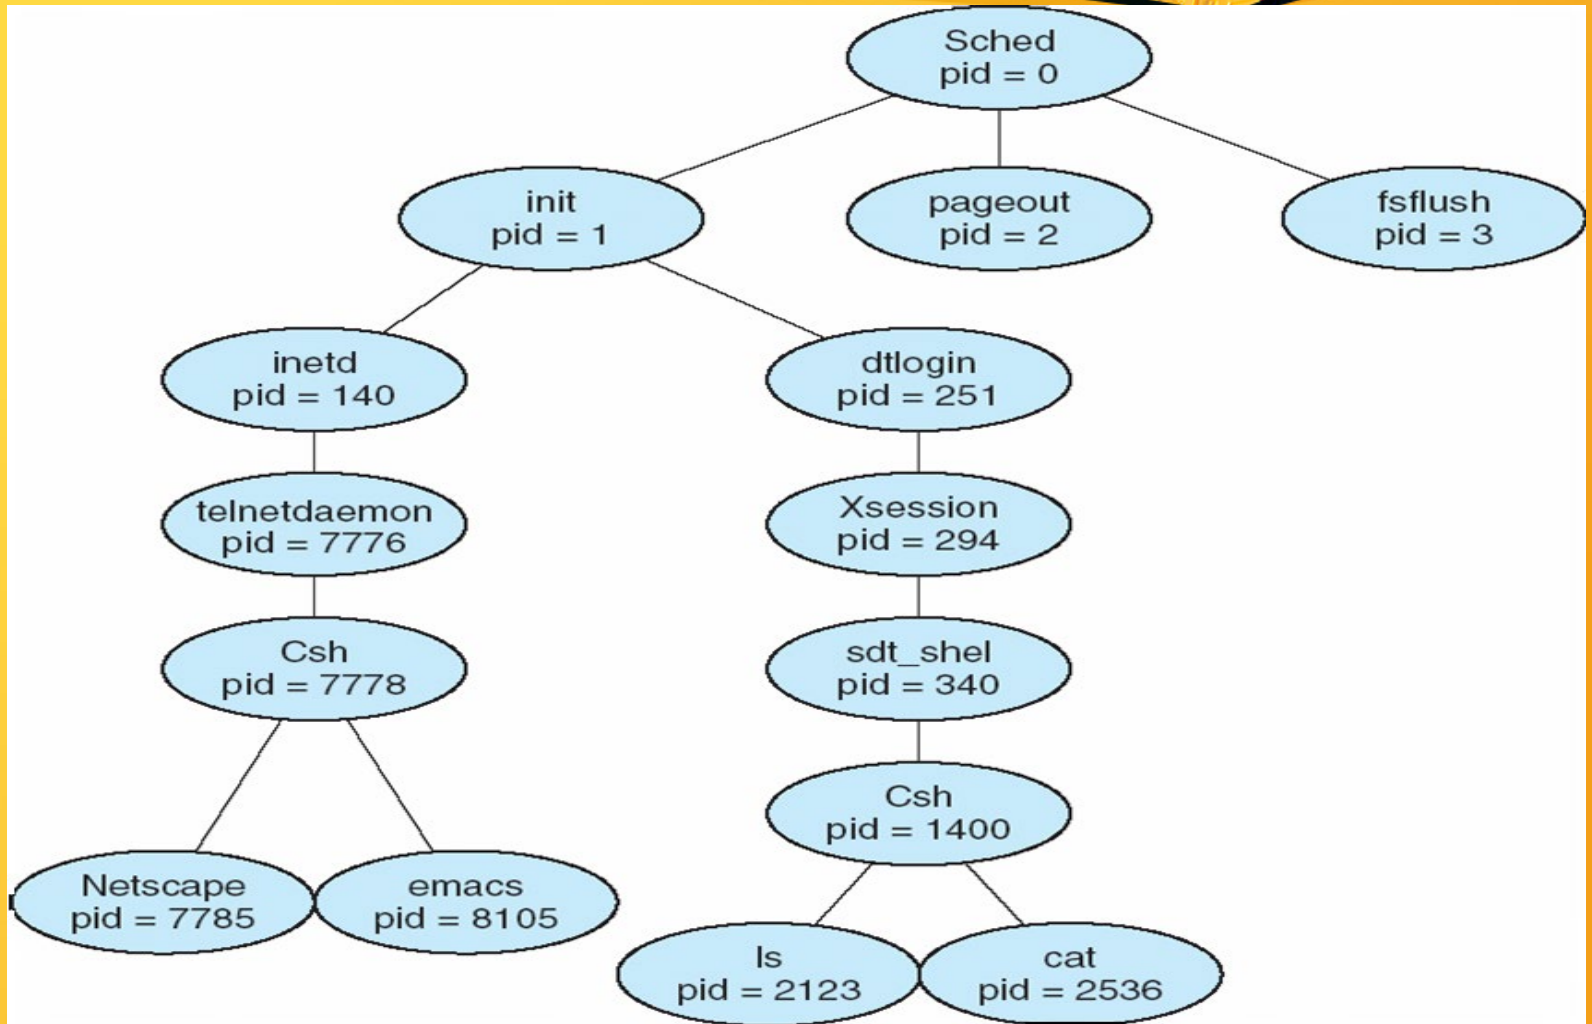 Sched
pid = 0
init
pid = 1
pageout
pid = 2
fsflush
pid = 3
inetd
pid = 140
dtlogin
pid = 251
telnetdaemon
pid = 7776
Xsession
pid = 294
Csh
pid = 7778
sdt_shel
pid = 340
Csh
pid = 1400
Netscape
pid = 7785
emacs
pid = 8105
ls
pid = 2123
cat
pid = 2536